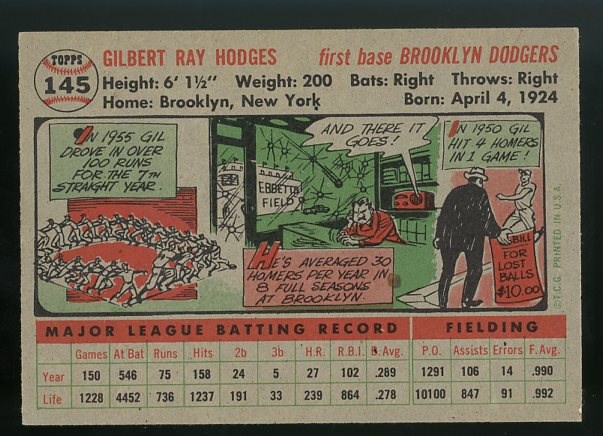 TOPPS
145
GILBERT RAY HODGES first base BROOKLYN DODGERS
Height: 6' 1½" Weight: 200 Bats: Right Throws: Right
Home: Brooklyn, New York Born: April 4, 1924
IN 1955 GIL
DROVE IN OVER
100 RUNS
FOR THE 7TH
STRAIGHT YEAR.
EBBETS
FIELD
AND THERE IT
GOES!
HE'S AVERAGED 30
HOMERS PER YEAR IN
8 FULL SEASONS
AT BROOKLYN.
IN 1950 GIL
HIT 4 HOMERS
IN 1 GAME!
BILL
FOR
LOST
BALLS
$10.00
©T.C.G. PRINTED IN U.S.A.
MAJOR LEAGUE BATTING RECORD FIELDING
Games At Bat Runs Hits 2b 3b H.R. R.B.I. B.Avg. P.O. Assists Errors F. Avg.
Year 150 546 75 158 24 5 27 102 .289 1291 106 14 .990
Life 1228 4452 736 1237 191 33 239 864 .278 10100 847 91 .992